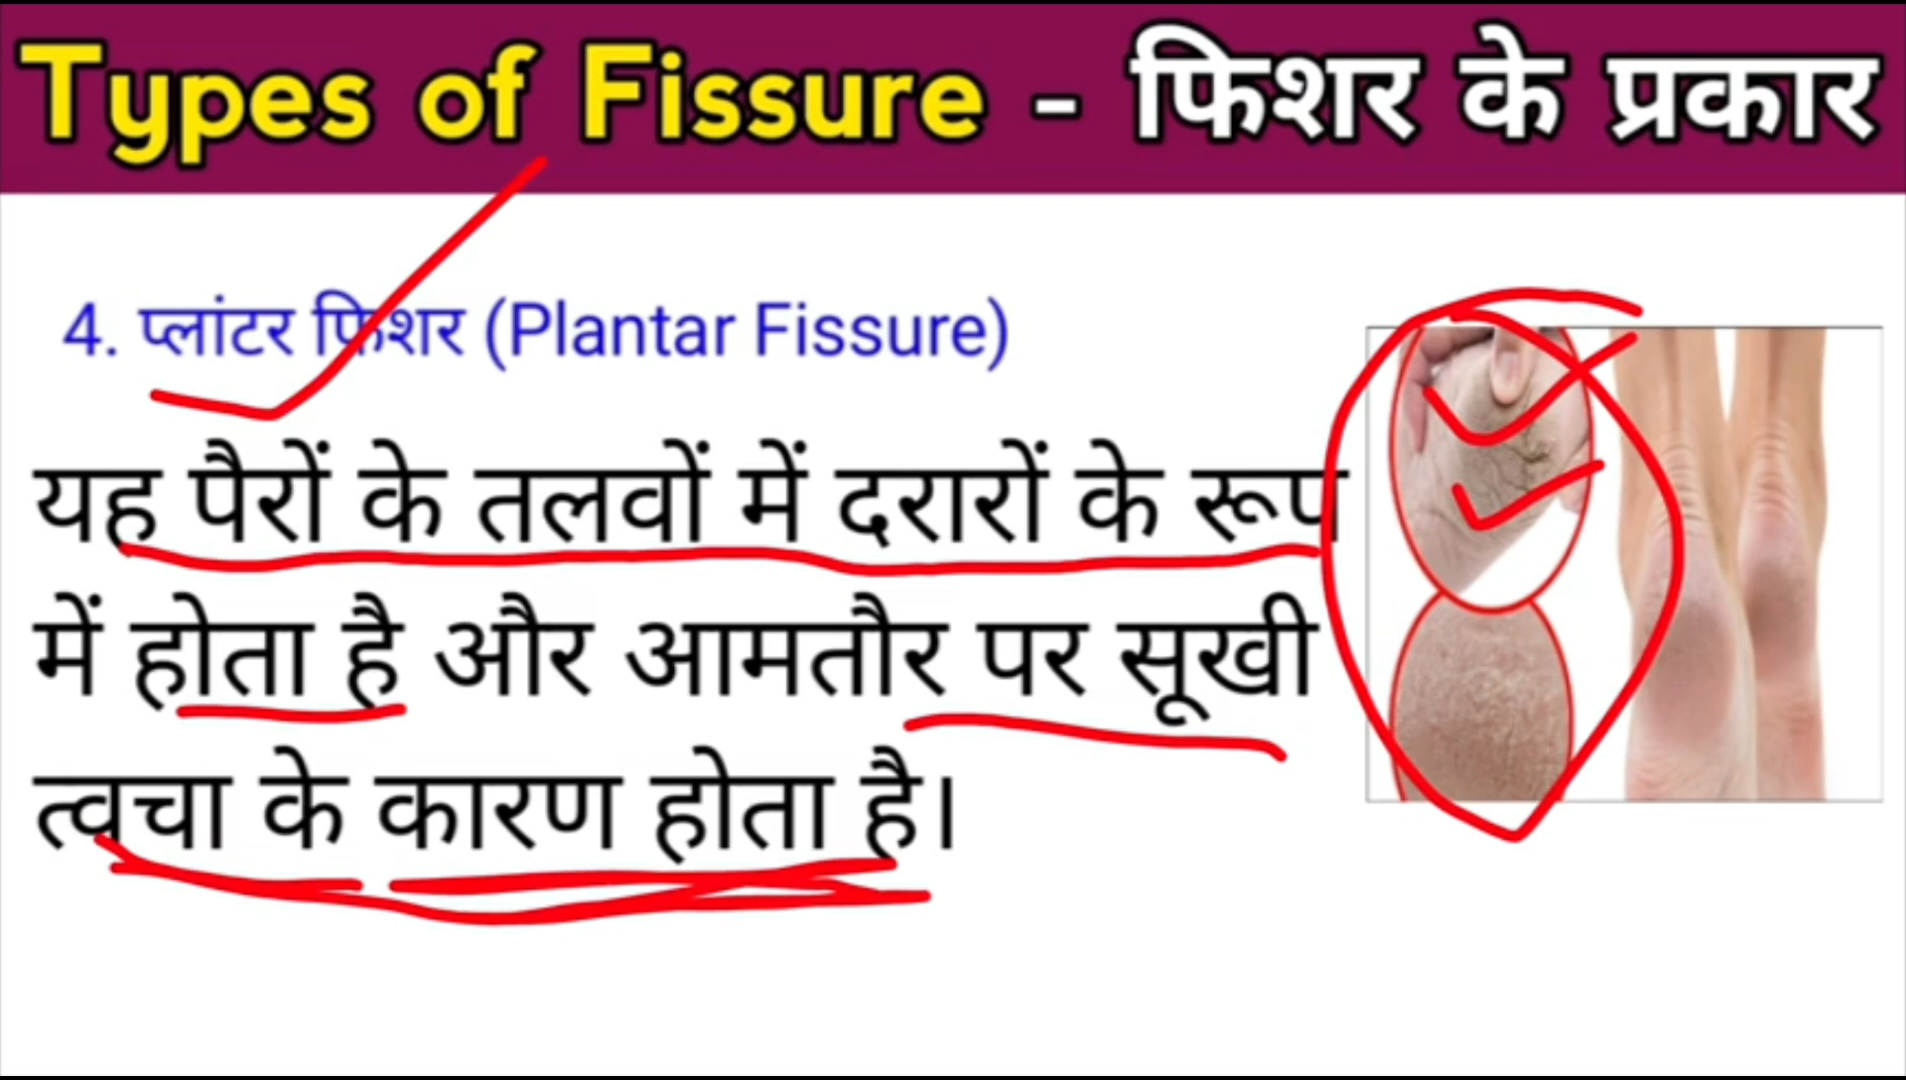 Types of Fissure - फिशर के प्रकार
4. प्लांटर फिशर (Plantar Fissure)
यह पैरों के तलवों में दरारों के रूप
में होता है और आमतौर पर सूखी
त्वचा के कारण होता है।